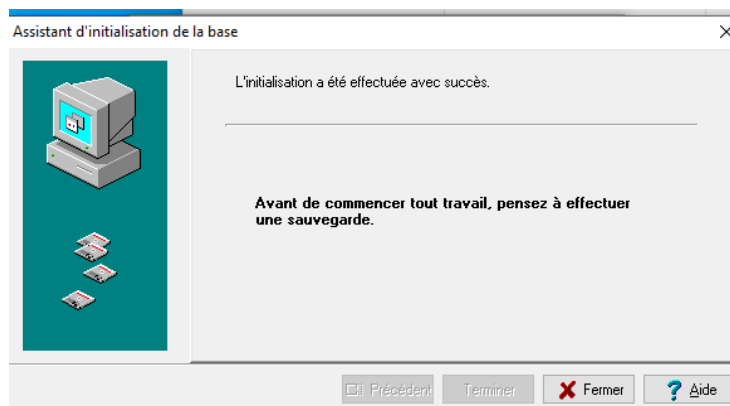 Assistant d'initialisation de la base
L'initialisation a été effectuée avec succès.
Avant de commencer tout travail, pensez à effectuer
une sauvegarde.
Précédent
Terminer
Fermer
Aide